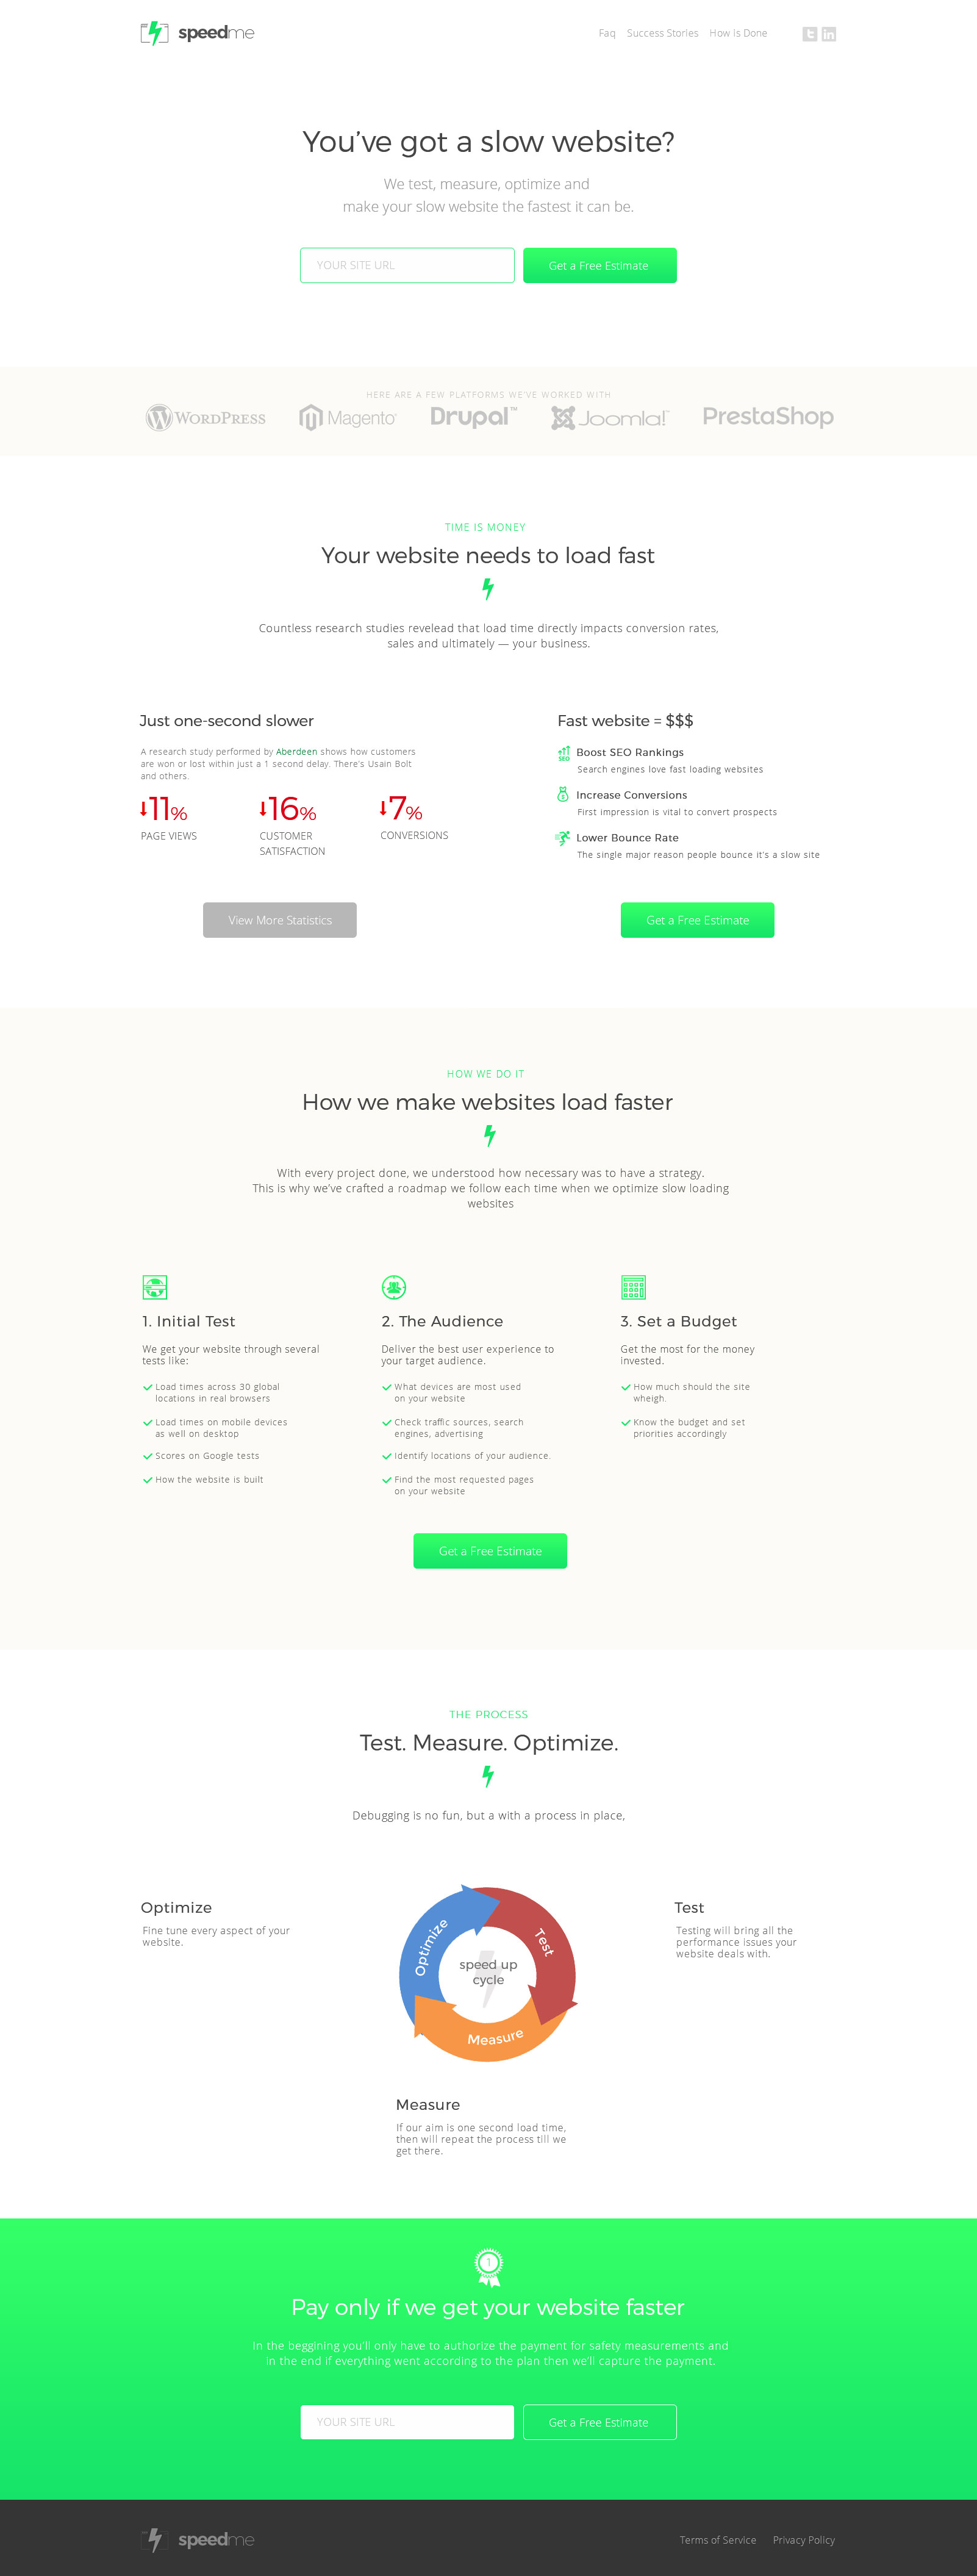 speedme
Faq Success Stories How Is Done
You've got a slow website?
We test, measure, optimize and
make your slow website the fastest it can be.
YOUR SITE URL
Get a Free Estimate
HERE ARE A FEW PLATFORMS WE'VE WORKED WITH
WORDPRESS Magento Drupal™ Joomla!™ PrestaShop
TIME IS MONEY
Your website needs to load fast
Countless research studies revelead that load time directly impacts conversion rates,
sales and ultimately — your business.
Just one-second slower
A research study performed by Aberdeen shows how customers
are won or lost within just a 1 second delay. There's Usain Bolt
and others.
11%
PAGE VIEWS
16%
CUSTOMER
SATISFACTION
7%
CONVERSIONS
View More Statistics
Fast website = $$$
SEO
Boost SEO Rankings
Search engines love fast loading websites
$
Increase Conversions
First impression is vital to convert prospects
Lower Bounce Rate
The single major reason people bounce it's a slow site
Get a Free Estimate
HOW WE DO IT
How we make websites load faster
With every project done, we understood how necessary was to have a strategy.
This is why we've crafted a roadmap we follow each time when we optimize slow loading
websites
1. Initial Test
We get your website through several
tests like:
Load times across 30 global
locations in real browsers
Load times on mobile devices
as well on desktop
Scores on Google tests
How the website is built
2. The Audience
Deliver the best user experience to
your target audience.
What devices are most used
on your website
Check traffic sources, search
engines, advertising
Identify locations of your audience.
Find the most requested pages
on your website
3. Set a Budget
Get the most for the money
invested.
How much should the site
wheigh.
Know the budget and set
priorities accordingly
Get a Free Estimate
THE PROCESS
Test. Measure. Optimize.
Debugging is no fun, but a with a process in place,
Optimize
Fine tune every aspect of your
website.
Optimize
Test
speed up
cycle
Measure
Test
Testing will bring all the
performance issues your
website deals with.
Measure
If our aim is one second load time,
then will repeat the process till we
get there.
1
Pay only if we get your website faster
In the beggining you'll only have to authorize the payment for safety measurements and
in the end if everything went according to the plan then we'll capture the payment.
YOUR SITE URL
Get a Free Estimate
speedme
Terms of Service Privacy Policy